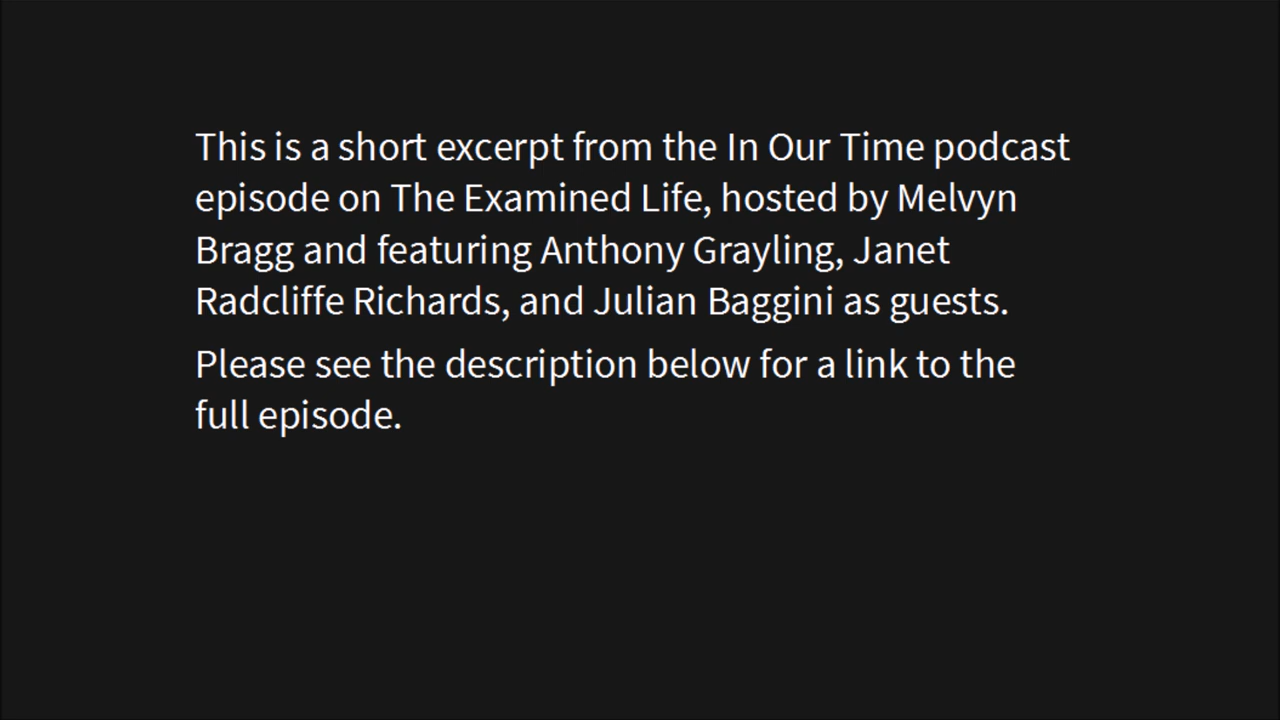 This is a short excerpt from the In Our Time podcast
episode on The Examined Life, hosted by Melvyn
Bragg and featuring Anthony Grayling, Janet
Radcliffe Richards, and Julian Baggini as guests.
Please see the description below for a link to the
full episode.